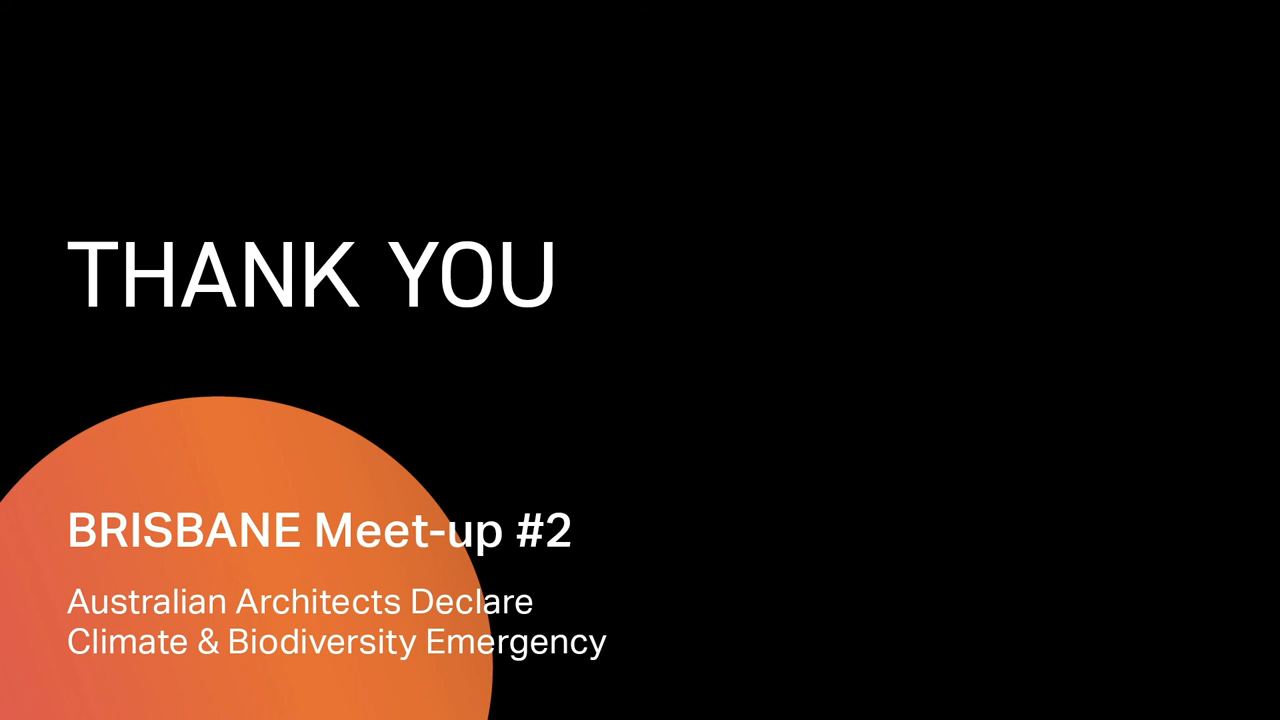 THANK YOU
BRISBANE Meet-up #2
Australian Architects Declare
Climate & Biodiversity Emergency